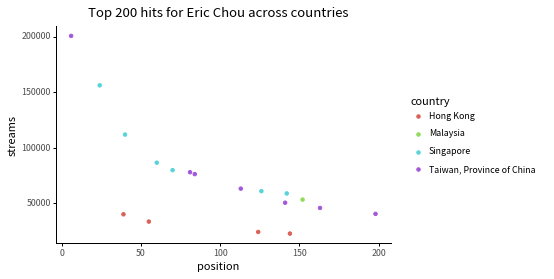 Top 200 hits for Eric Chou across countries
200000
150000
100000
50000
streams
0
50
100
150
200
position
country
Hong Kong
Malaysia
Singapore
Taiwan, Province of China